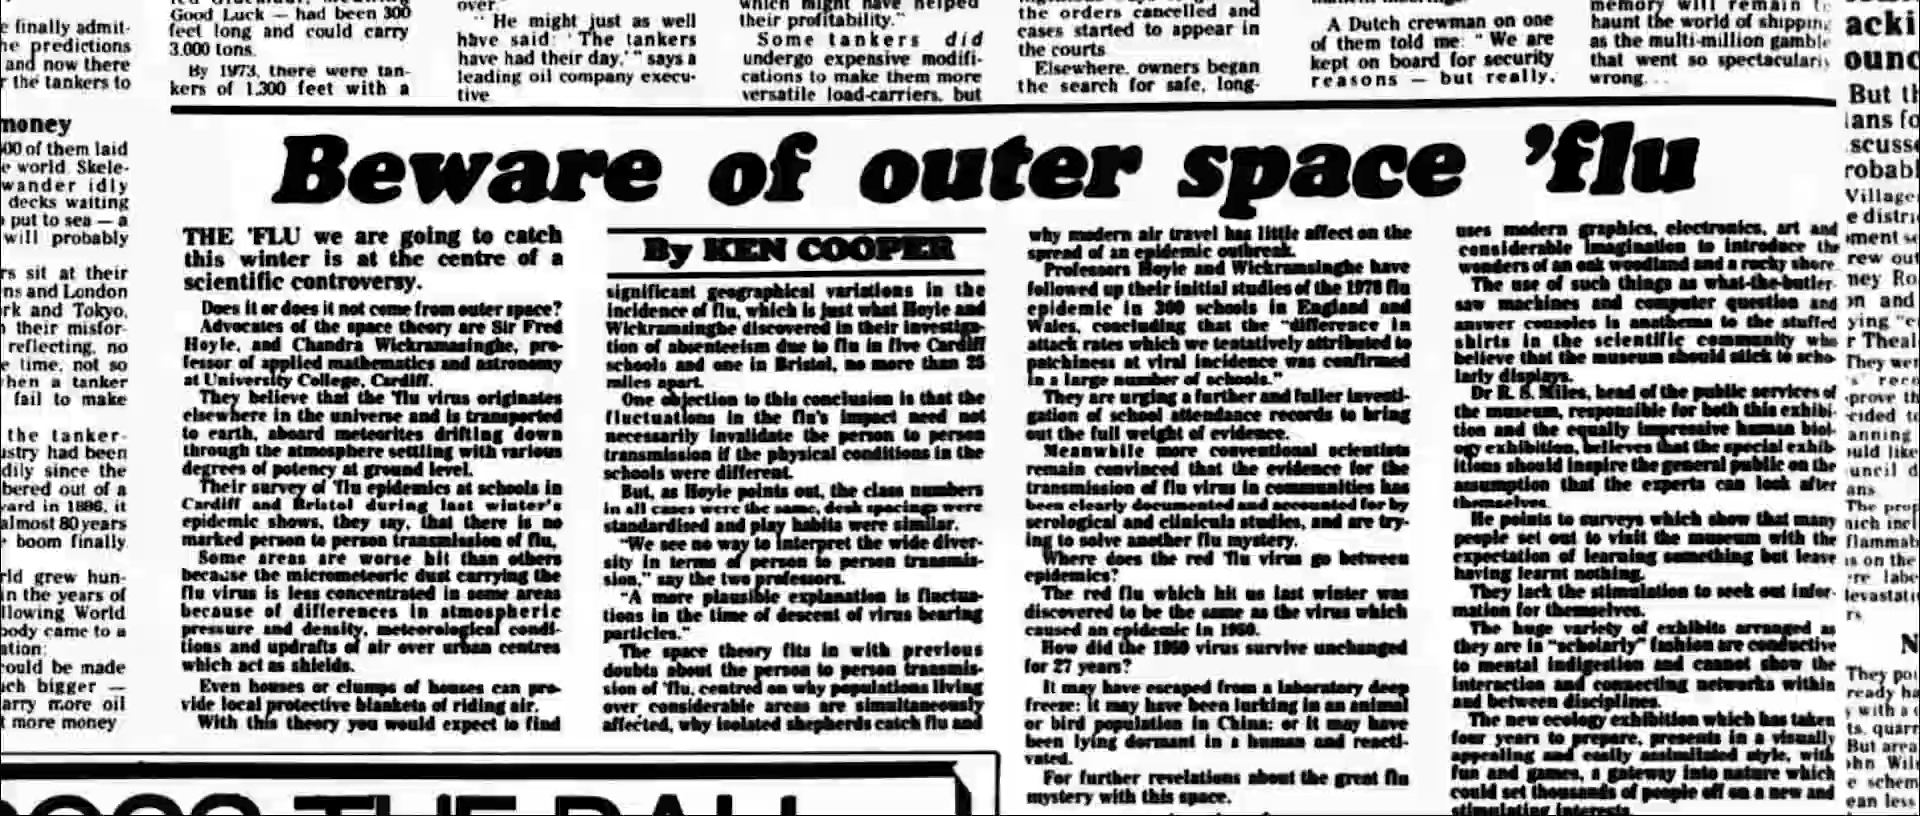 e finally admit-
he predictions
and now there
r the tankers to
money
00 of them laid
e world. Skele-
wander idly
decks waiting
put to sea — a
will probably
rs sit at their
ns and London
rk and Tokyo,
their misfor-
reflecting, no
e time, not so
hen a tanker
fail to make
the tanker-
ustry had been
dily since the
bered out of a
yard in 1886, it
almost 80 years
boom finally
rld grew hun-
in the years of
llowing World
body came to a
ation:
could be made
ch bigger —
arry more oil
t more money
Good Luck — had been 300
feet long and could carry
3,000 tons.
By 1973, there were tan-
kers of 1,300 feet with a
over.
"He might just as well
have said: 'The tankers
have had their day,'" says a
leading oil company execu-
tive.
which might have helped
their profitability."
Some tankers did
undergo expensive modifi-
cations to make them more
versatile load-carriers, but
the orders cancelled and
cases started to appear in
the courts
Elsewhere, owners began
the search for safe, long-
A Dutch crewman on one
of them told me: "We are
kept on board for security
reasons — but really,
memory will remain t
haunt the world of shipping
as the multi-million gamble
that went so spectacularly
wrong...
Beware of outer space 'flu
THE 'FLU we are going to catch
this winter is at the centre of a
scientific controversy.
Does it or does it not come from outer space?
Advocates of the space theory are Sir Fred
Hoyle, and Chandra Wickramasinghe, pro-
fessor of applied mathematics and astronomy
at University College, Cardiff.
They believe that the 'flu virus originates
elsewhere in the universe and is transported
to earth, aboard meteorites drifting down
through the atmosphere settling with various
degrees of potency at ground level.
Their survey of 'flu epidemics at schools in
Cardiff and Bristol during last winter's
epidemic shows, they say, that there is no
marked person to person transmission of flu,
Some areas are worse hit than others
because the micrometeoric dust carrying the
flu virus is less concentrated in some areas
because of differences in atmospheric
pressure and density, meteorological condi-
tions and updrafts of air over urban centres
which act as shields.
Even houses or clumps of houses can pro-
vide local protective blankets of riding air.
With this theory you would expect to find
By KEN COOPER
significant geographical variations in the
incidence of flu, which is just what Hoyle and
Wickramsinghe discovered in their investiga-
tion of absenteeism due to flu in five Cardiff
schools and one in Bristol, no more than 25
miles apart.
One objection to this conclusion is that the
fluctuations in the flu's impact need not
necessarily invalidate the person to person
transmission if the physical conditions in the
schools were different.
But, as Hoyle points out, the class numbers
in all cases were the same, desk spacings were
standardised and play habits were similar.
"We see no way to interpret the wide diver-
sity in terms of person to person transmis-
sion," say the two professors.
"A more plausible explanation is fluctua-
tions in the time of descent of virus bearing
particles."
The space theory fits in with previous
doubts about the person to person transmis-
sion of 'flu, centred on why populations living
over considerable areas are simultaneously
affected, why isolated shepherds catch flu and
why modern air travel has little affect on the
spread of an epidemic outbreak.
Professors Hoyle and Wickramsinghe have
followed up their initial studies of the 1978 flu
epidemic in 300 schools in England and
Wales, concluding that the "difference in
attack rates which we tentatively attributed to
patchiness at viral incidence was confirmed
in a large number of schools."
They are urging a further and fuller investi-
gation of school attendance records to bring
out the full weight of evidence.
Meanwhile more conventional scientists
remain convinced that the evidence for the
transmission of flu virus in communities has
been clearly documented and accounted for by
serological and clinicula studies, and are try-
ing to solve another flu mystery.
Where does the red 'flu virus go between
epidemics?
The red flu which hit us last winter was
discovered to be the same as the virus which
caused an epidemic in 1950.
How did the 1950 virus survive unchanged
for 27 years?
It may have escaped from a laboratory deep
freeze; it may have been lurking in an animal
or bird population in China; or it may have
been lying dormant in a human and reacti-
vated.
For further revelations about the great flu
mystery with this space.
uses modern graphics, electronics, art and
considerable imagination to introduce the
wonders of an oak woodland and a rocky shore.
The use of such things as what-the-butler-
saw machines and computer question and
answer consoles is anathema to the stuffed
shirts in the scientific community who
believe that the museum should stick to scho-
larly displays.
Dr R. S. Miles, head of the public services of
the museum, responsible for both this exhibi-
tion and the equally impressive human biol-
ogy exhibition, believes that the special exhib-
itions should inspire the general public on the
assumption that the experts can look after
themselves.
He points to surveys which show that many
people set out to visit the museum with the
expectation of learning something but leave
having learnt nothing.
They lack the stimulation to seek out infor-
mation for themselves.
The huge variety of exhibits arranged as
they are in "scholarly" fashion are conductive
to mental indigestion and cannot show the
interaction and connecting networks within
and between disciplines.
The new ecology exhibition which has taken
four years to prepare, presents in a visually
appealing and easily assimilated style, with
fun and games, a gateway into nature which
could set thousands of people off on a new and
stimulating interests.
acki
ounc
But th
ians fo
scusse
robabl
Village
e distri
ment se
rew out
ney Ro
on and
ying "c
r Theal
They wer
's' reco
prove th
cided to
anning
uld like
uncil d
ans
The prop
hich incl
flammab
s on the
ere labe
levastati
rs.
N
They poi
ready ha
y with a c
ts, quarr
But area
ohn Wils
e schem
ean less